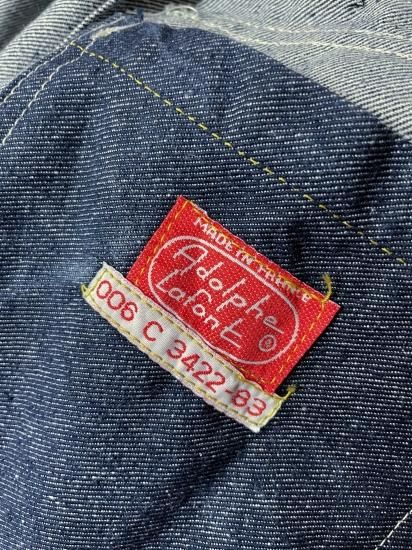 MADE IN FRANCE
Adolphe
Lafont
®
006 C 3422 83